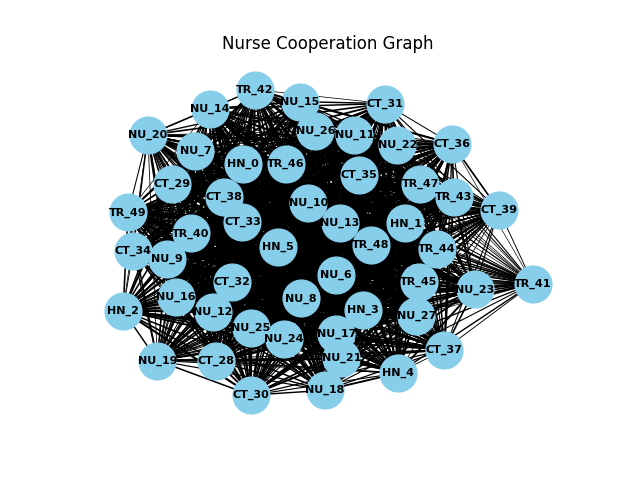 Nurse Cooperation Graph
TR_42
NU_15
CT_31
NU_14
NU_20
NU_26
NU_11
NU_22
CT_36
NU_7
HN_0
TR_46
CT_35
CT_29
TR_47
CT_38
TR_43
NU_10
CT_39
TR_49
CT_33
NU_13
HN_1
TR_40
TR_48
HN_5
CT_34
TR_44
NU_9
NU_6
CT_32
TR_45
TR_41
NU_23
NU_16
NU_8
HN_2
NU_12
HN_3
NU_27
NU_25
NU_17
NU_24
CT_37
NU_21
NU_19
CT_28
HN_4
NU_18
CT_30